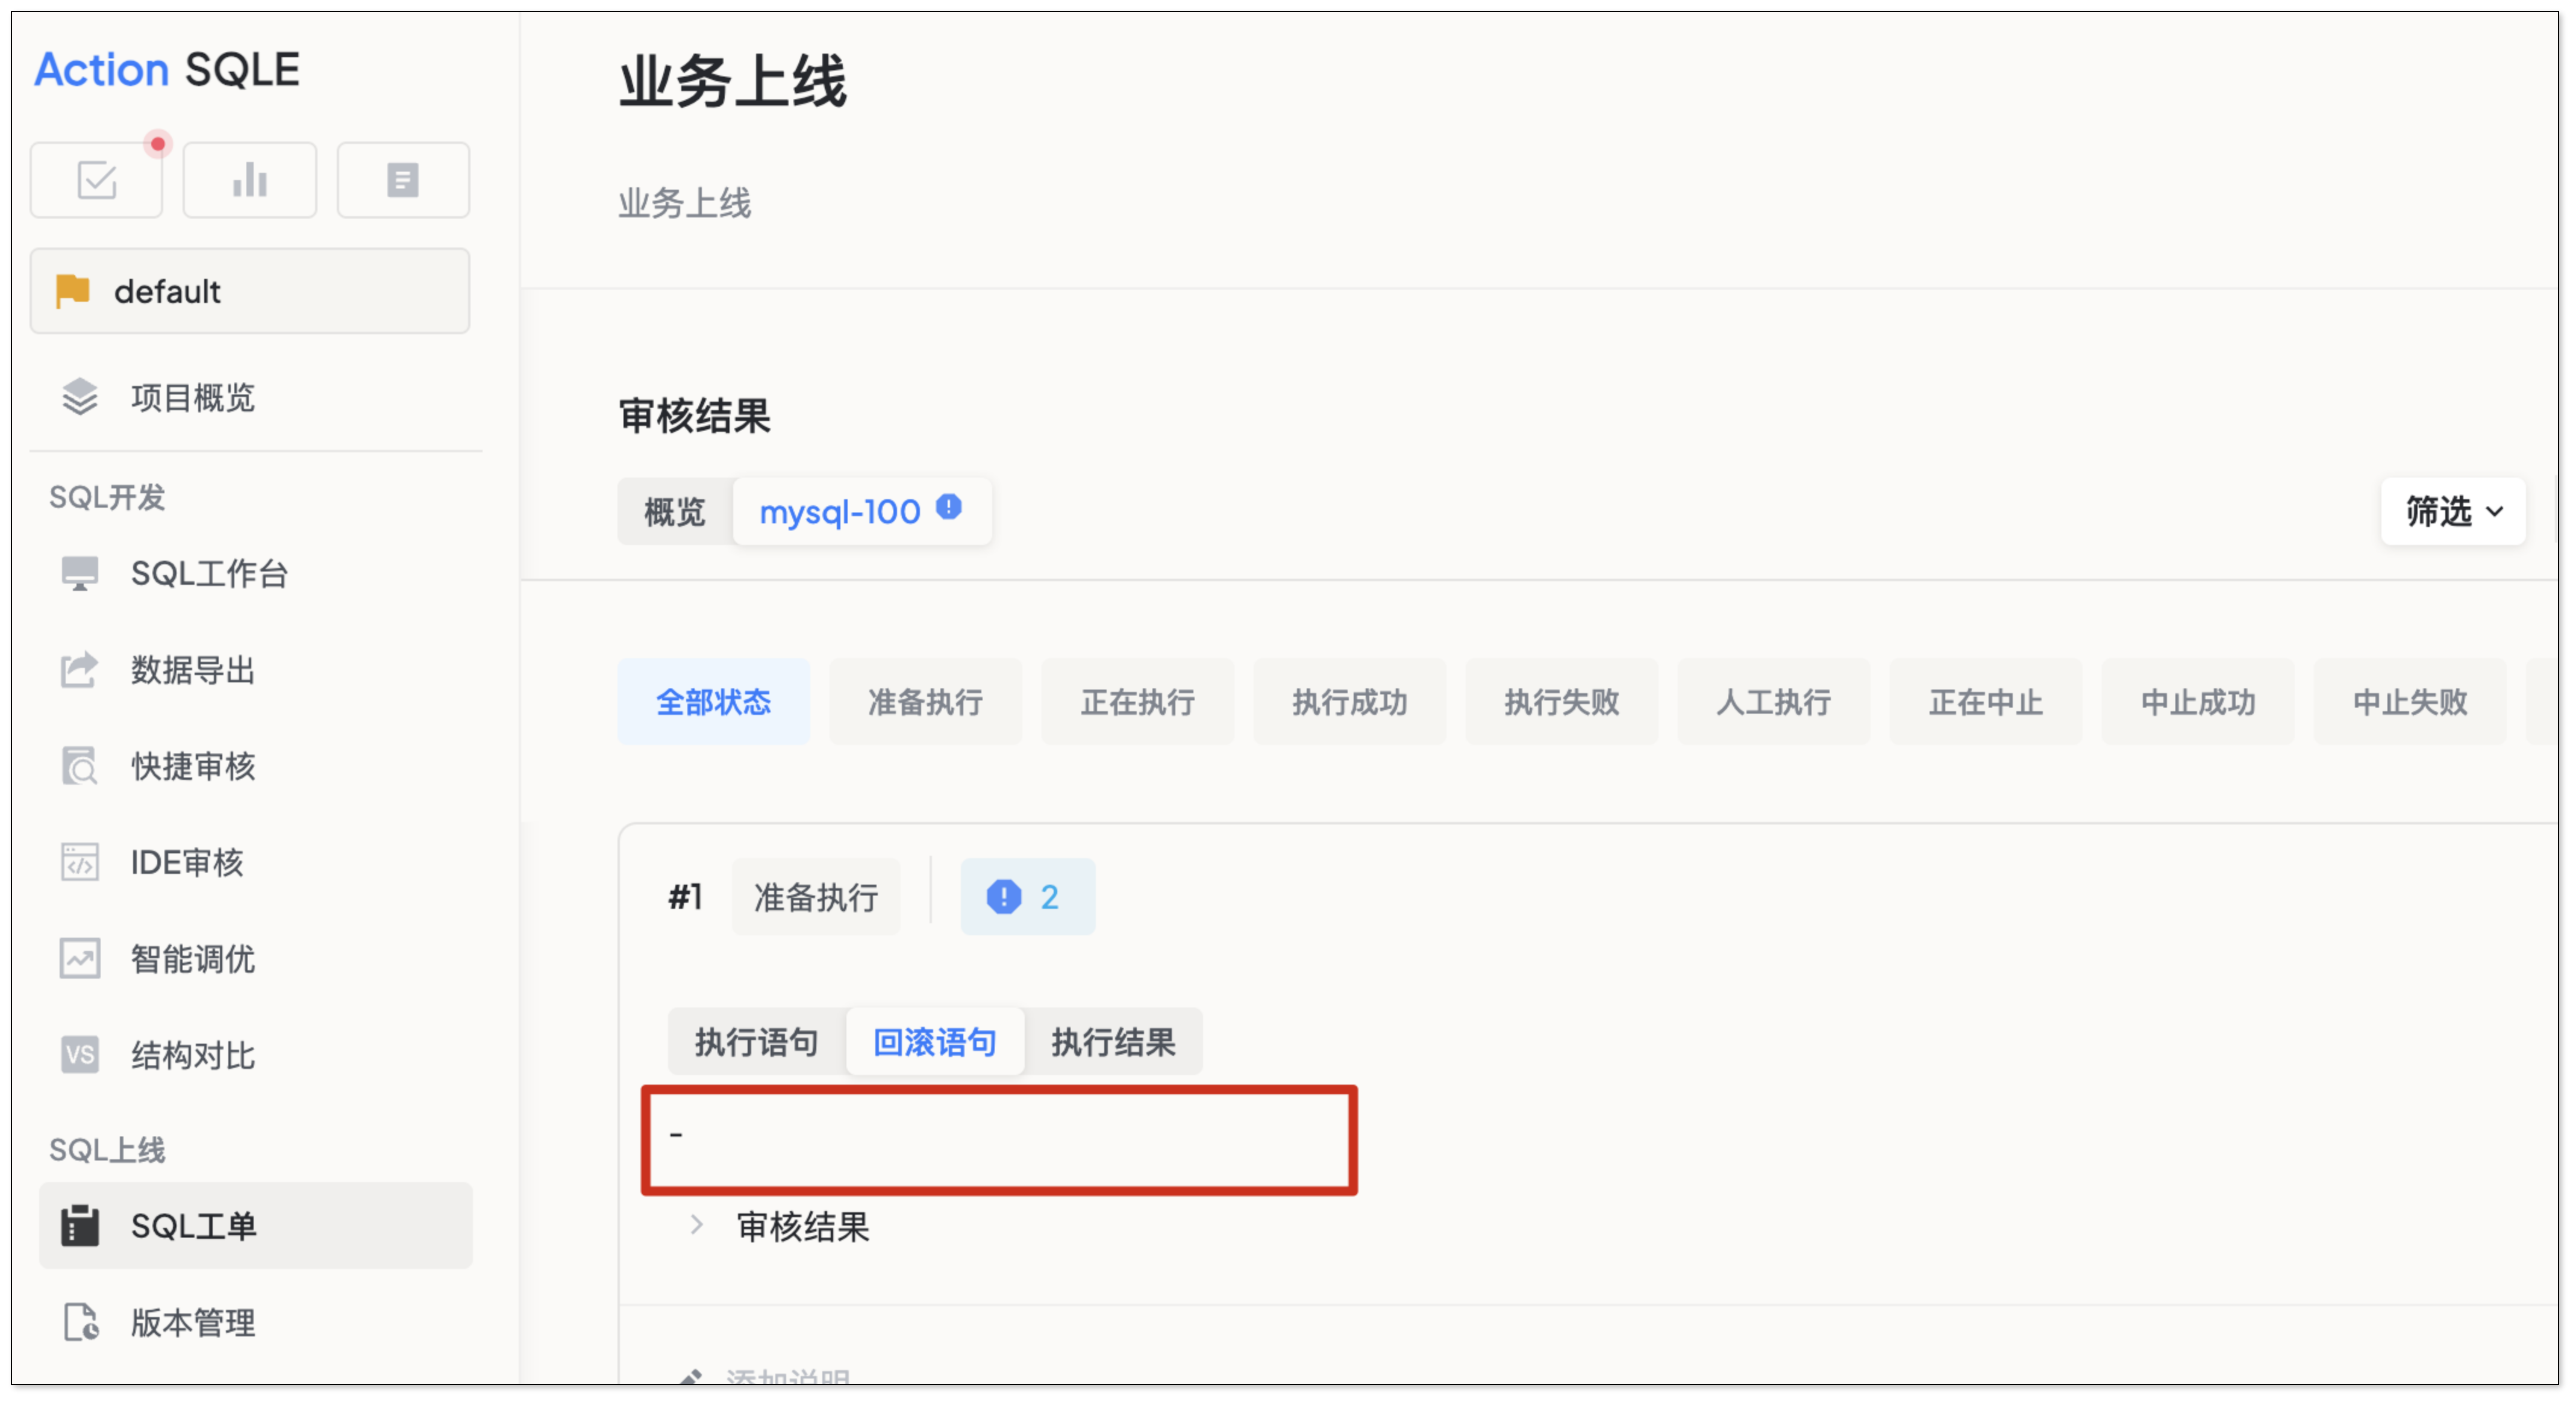 Action SQLE
default
项目概览
SQL开发
SQL工作台
数据导出
快捷审核
IDE审核
智能调优
VS 结构对比
SQL上线
SQL工单
版本管理
业务上线
业务上线
审核结果
概览 mysql-100 筛选
全部状态 准备执行 正在执行 执行成功 执行失败 人工执行 正在中止 中止成功 中止失败
#1 准备执行 2
执行语句 回滚语句 执行结果
-
审核结果
添加说明